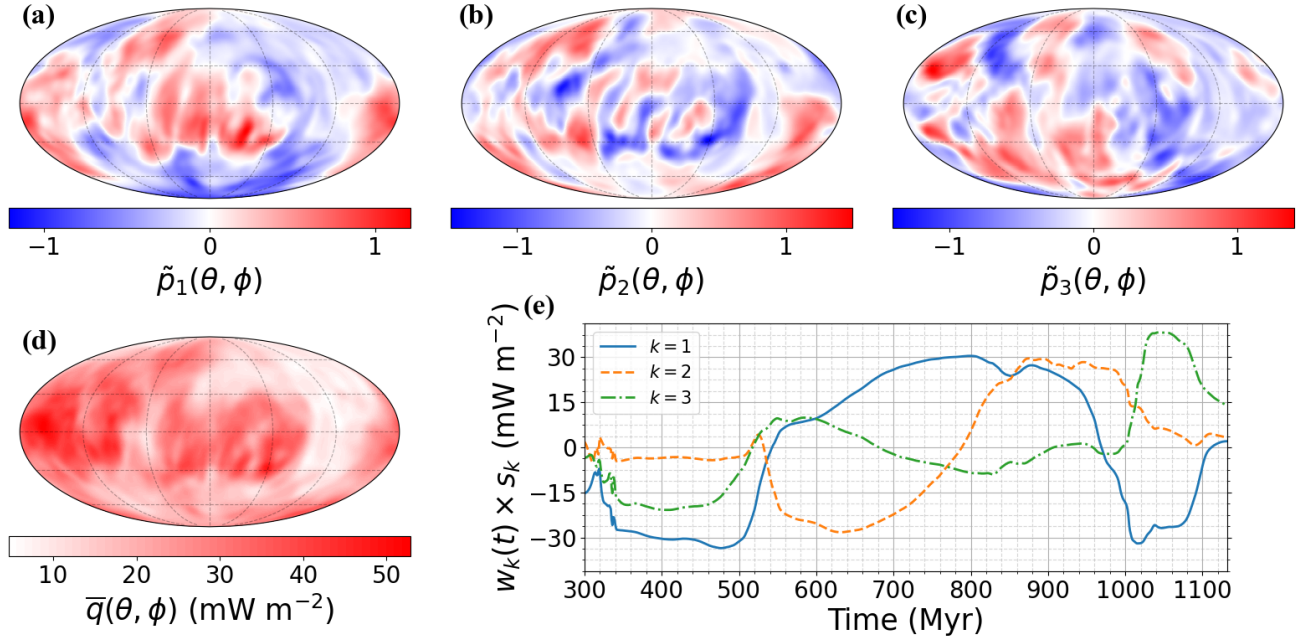 (a)
−1 0 1
p̃₁(θ, ϕ)
(b)
−1 0 1
p̃₂(θ, ϕ)
(c)
−1 0 1
p̃₃(θ, ϕ)
(d)
10 20 30 40 50
q̅(θ, ϕ) (mW m⁻²)
(e)
wₖ(t) × sₖ (mW m⁻²)
30
15
0
−15
−30
k = 1
k = 2
k = 3
300 400 500 600 700 800 900 1000 1100
Time (Myr)